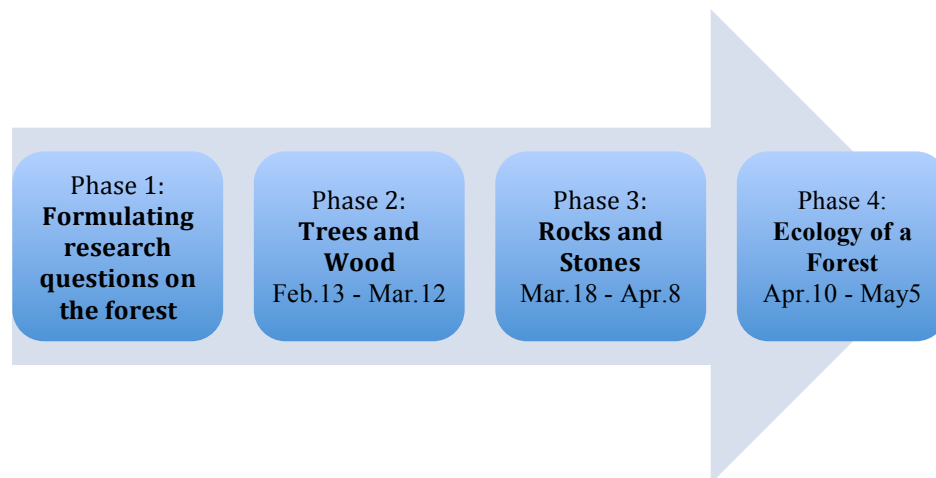 Phase 1:
Formulating
research
questions on
the forest
Phase 2:
Trees and
Wood
Feb.13 - Mar.12
Phase 3:
Rocks and
Stones
Mar.18 - Apr.8
Phase 4:
Ecology of a
Forest
Apr.10 - May5